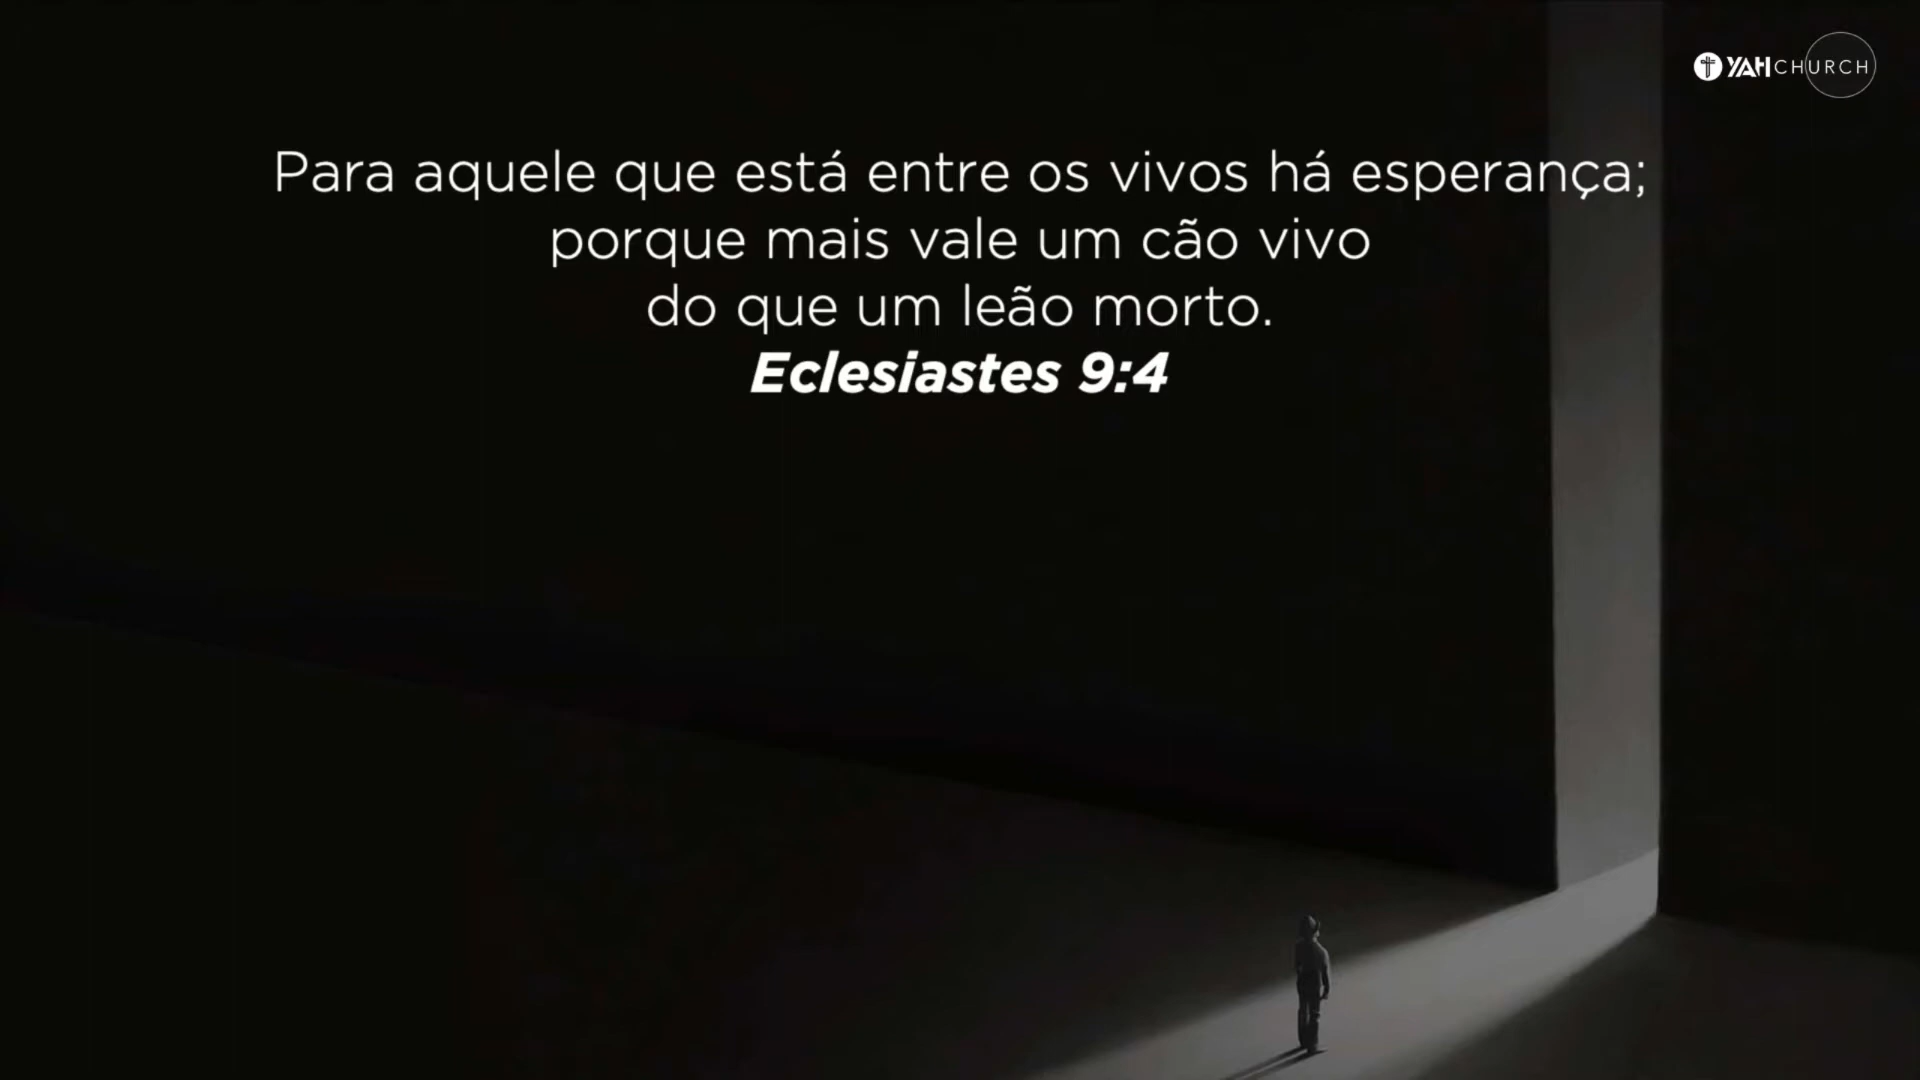 YAH CHURCH
Para aquele que está entre os vivos há esperança;
porque mais vale um cão vivo
do que um leão morto.
Eclesiastes 9:4